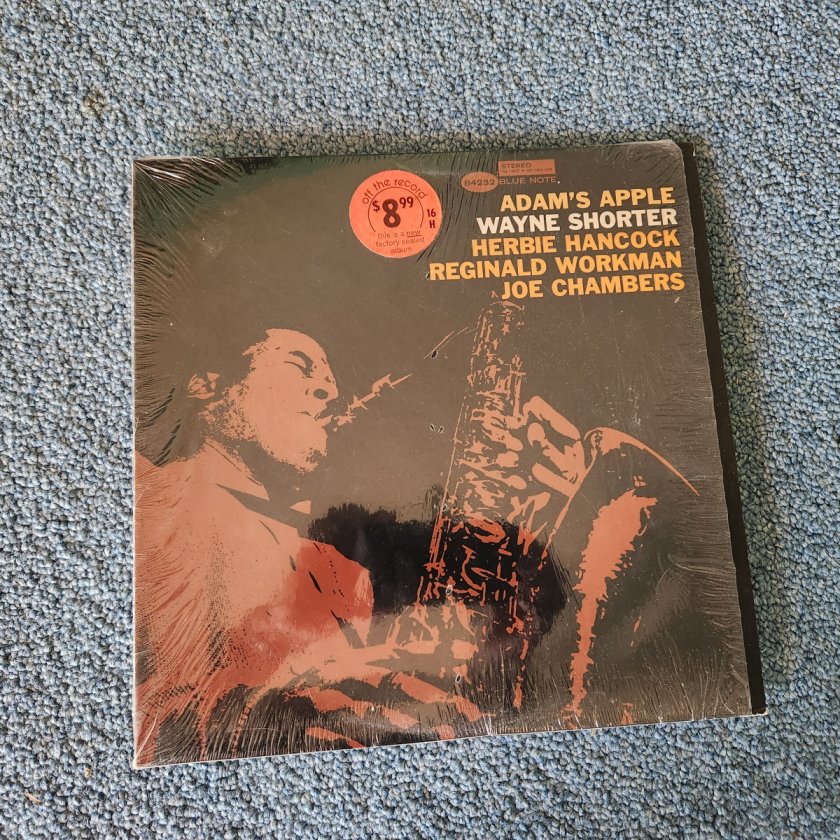 STEREO
84232 BLUE NOTE
ADAM'S APPLE
WAYNE SHORTER
HERBIE HANCOCK
REGINALD WORKMAN
JOE CHAMBERS
off the record
$8.99
16
H
this is a new
factory sealed
album